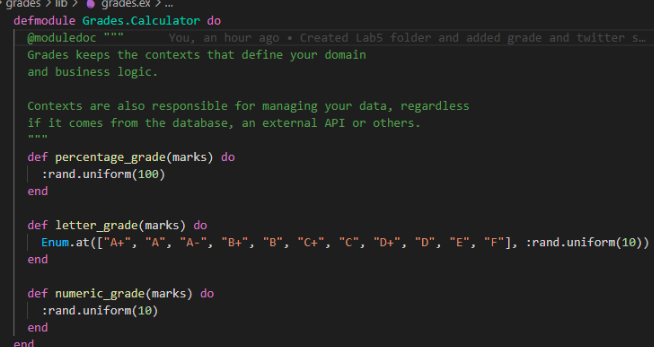 grades > lib > grades.ex > ...
defmodule Grades.Calculator do
@moduledoc """ You, an hour ago • Created Lab5 folder and added grade and twitter s…
Grades keeps the contexts that define your domain
and business logic.
Contexts are also responsible for managing your data, regardless
if it comes from the database, an external API or others.
"""
def percentage_grade(marks) do
:rand.uniform(100)
end
def letter_grade(marks) do
Enum.at(["A+", "A", "A-", "B+", "B", "C+", "C", "D+", "D", "E", "F"], :rand.uniform(10))
end
def numeric_grade(marks) do
:rand.uniform(10)
end
end